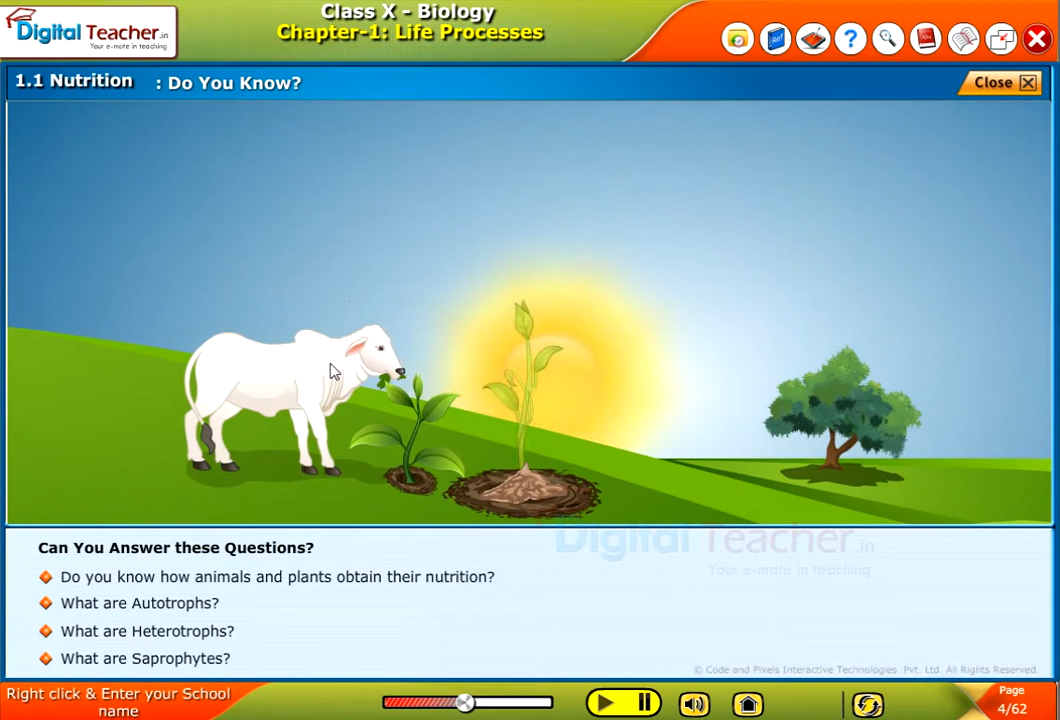 Digital Teacher.in
Your e-mate in teaching
Class X - Biology
Chapter-1: Life Processes
Ref
?
Abc
1.1 Nutrition : Do You Know?
Close
Can You Answer these Questions?
Do you know how animals and plants obtain their nutrition?
What are Autotrophs?
What are Heterotrophs?
What are Saprophytes?
Digital Teacher.in
Your e-mate in teaching
© Code and Pixels Interactive Technologies Pvt. Ltd. All Rights Reserved.
Right click & Enter your School
name
Page
4/62